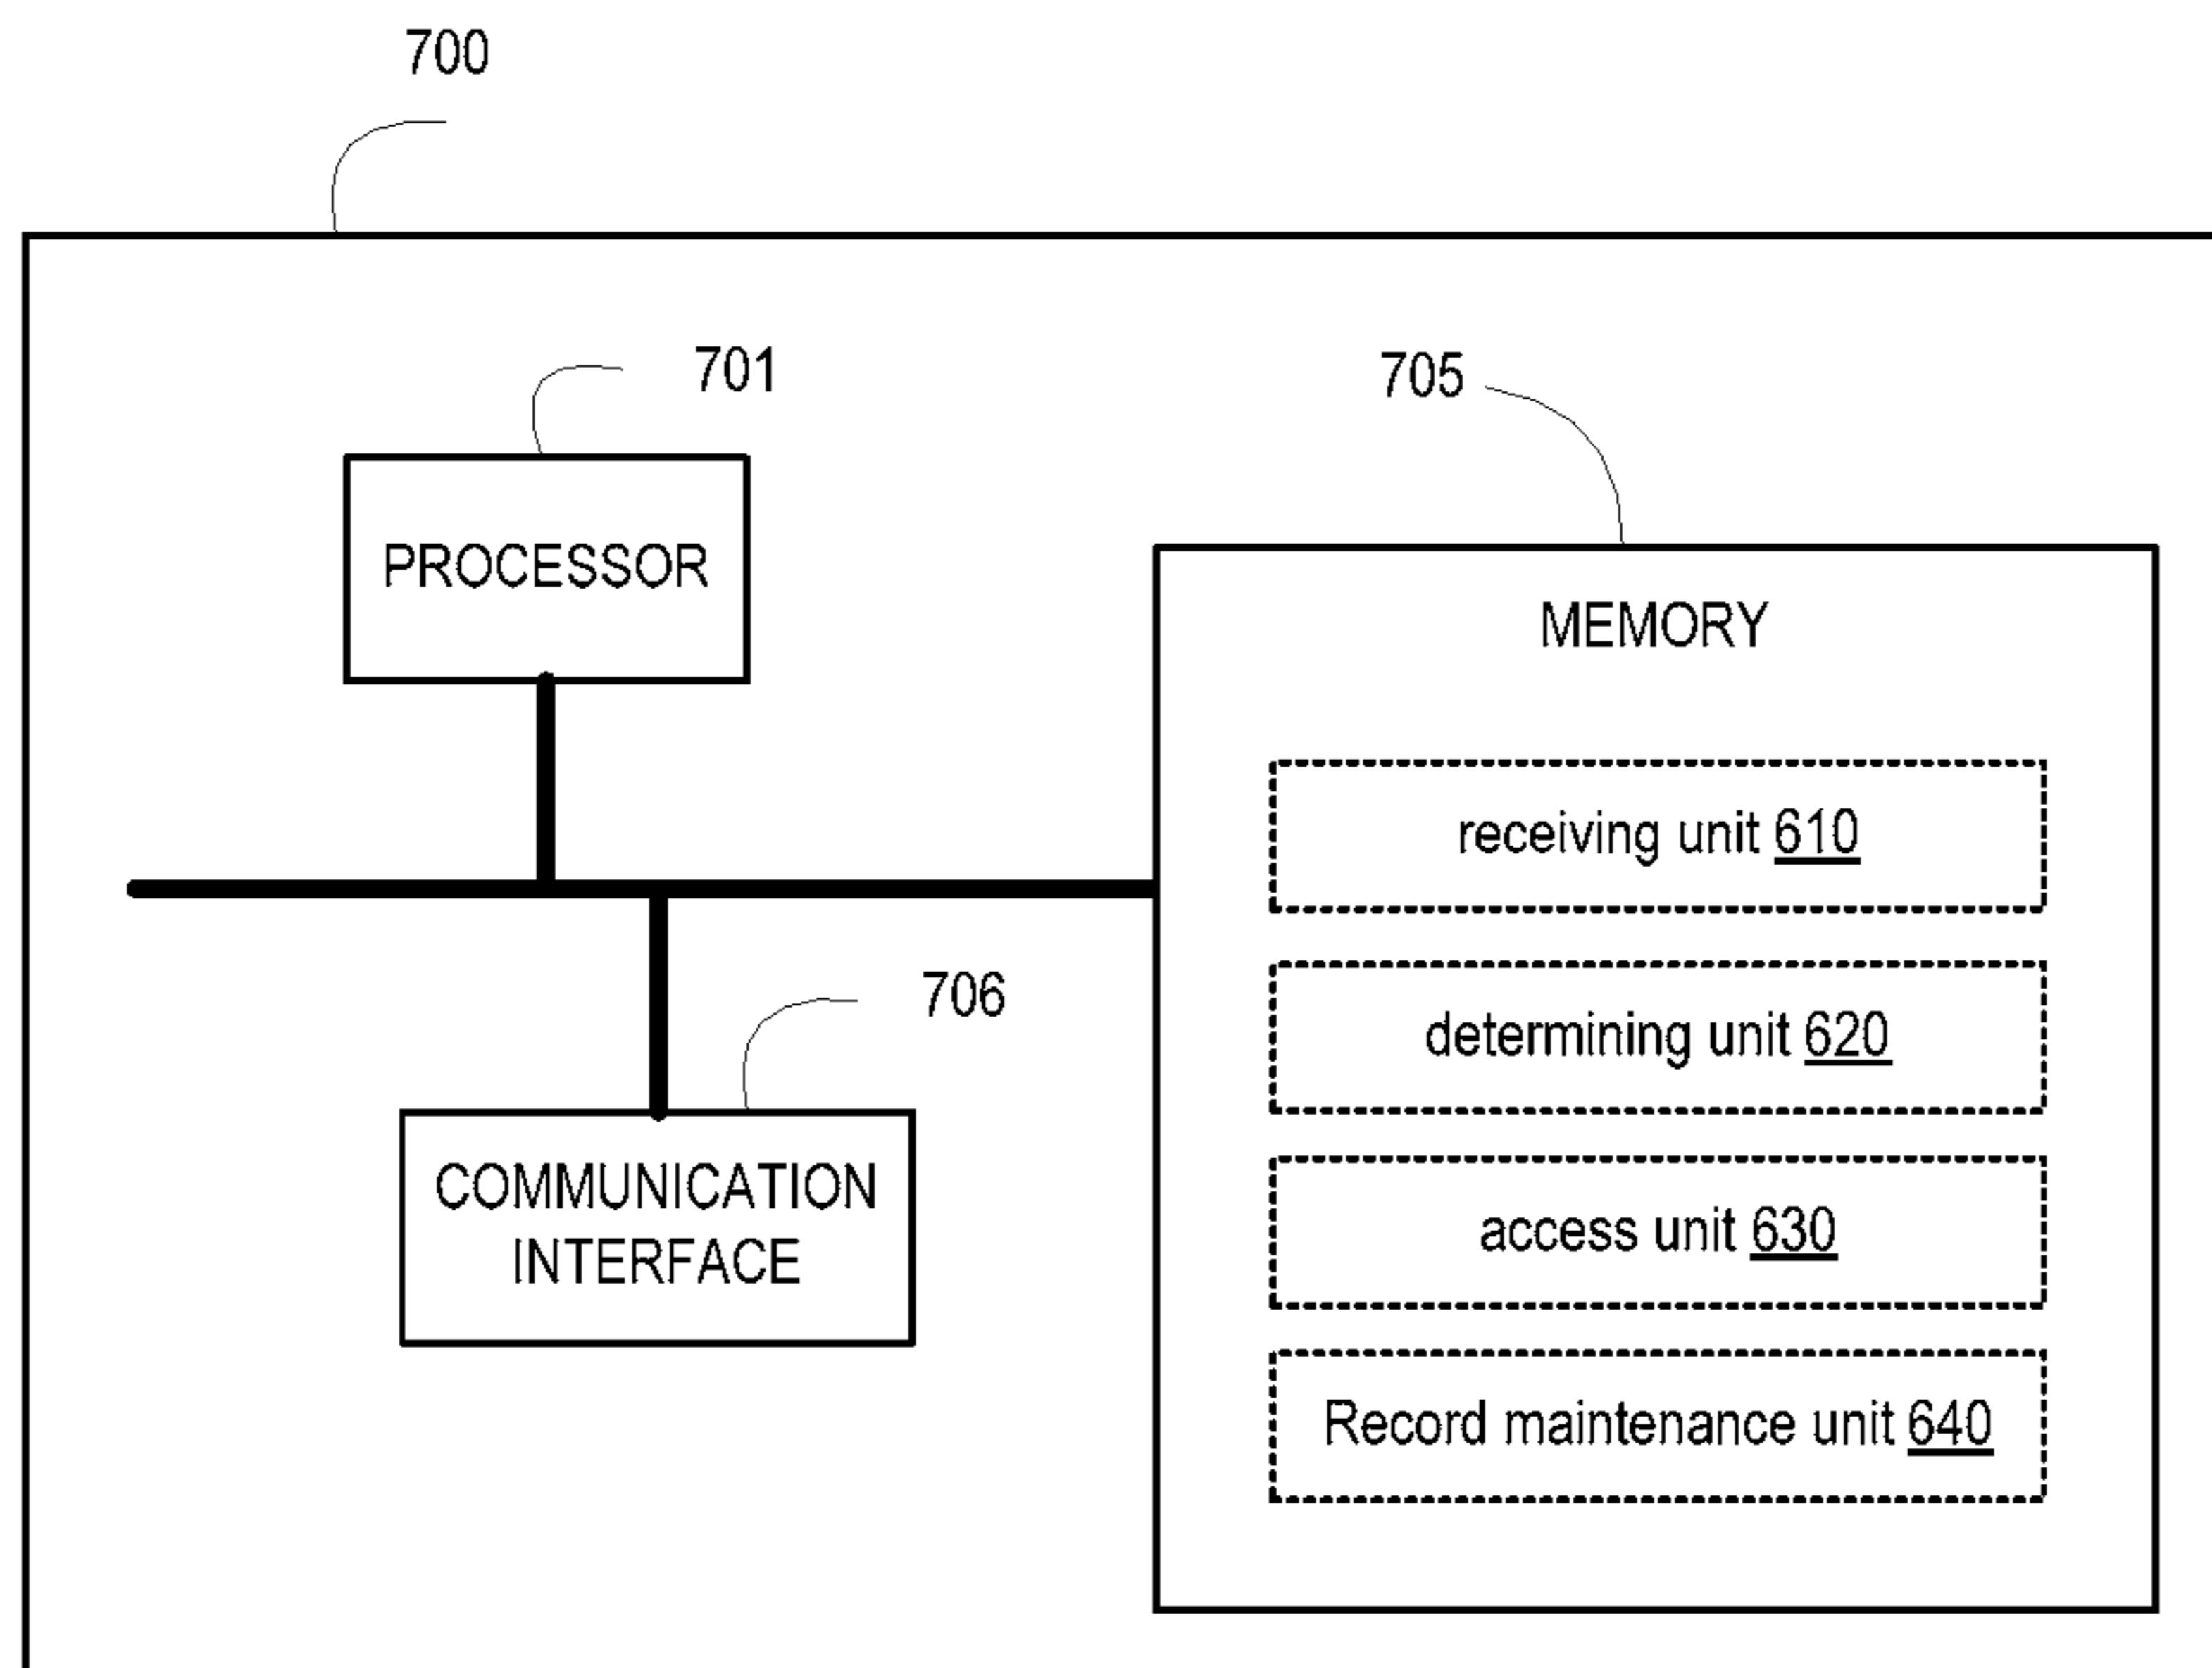 700
701
705
PROCESSOR
MEMORY
receiving unit 610
706
determining unit 620
COMMUNICATION
INTERFACE
access unit 630
Record maintenance unit 640